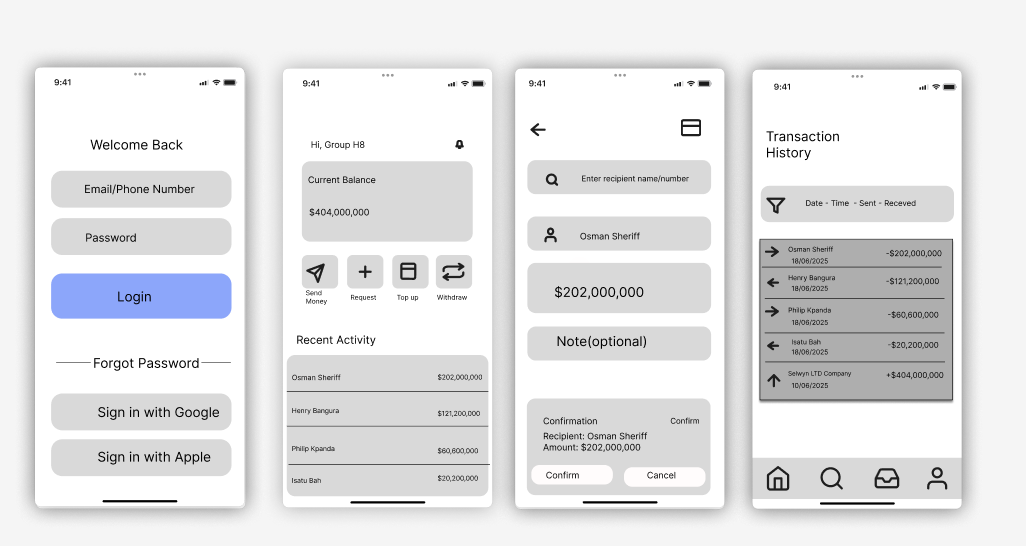 9:41
Welcome Back
Email/Phone Number
Password
Login
Forgot Password
Sign in with Google
Sign in with Apple
9:41
Hi, Group H8
Current Balance
$404,000,000
Send
Money
Request
Top up
Withdraw
Recent Activity
Osman Sheriff $202,000,000
Henry Bangura $121,200,000
Philip Kpanda $60,600,000
Isatu Bah $20,200,000
9:41
Enter recipient name/number
Osman Sheriff
$202,000,000
Note(optional)
Confirmation Confirm
Recipient: Osman Sheriff
Amount: $202,000,000
Confirm Cancel
9:41
Transaction
History
Date - Time - Sent - Receved
Osman Sheriff -$202,000,000
18/06/2025
Henry Bangura -$121,200,000
18/06/2025
Philip Kpanda -$60,600,000
18/06/2025
Isatu Bah -$20,200,000
18/06/2025
Selwyn LTD Company +$404,000,000
10/06/2025